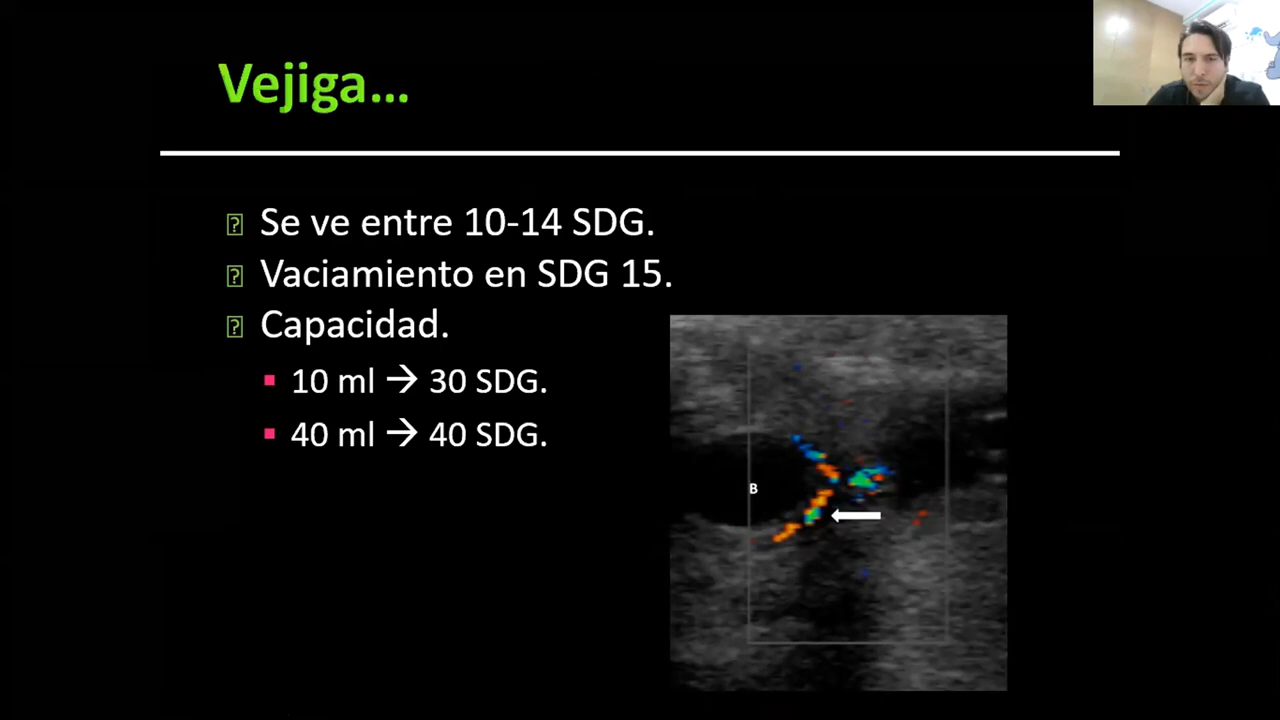 Vejiga...
Se ve entre 10-14 SDG.
Vaciamiento en SDG 15.
Capacidad.
10 ml → 30 SDG.
40 ml → 40 SDG.
B